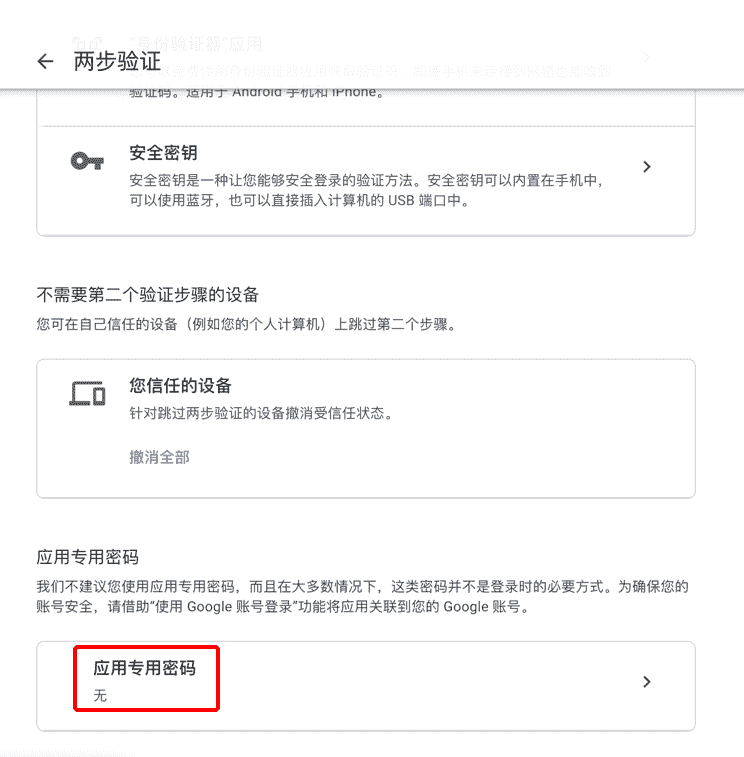 "身份验证器"应用
两步验证
验证码。适用于 Android 手机和 iPhone。
安全密钥
安全密钥是一种让您能够安全登录的验证方法。安全密钥可以内置在手机中，
可以使用蓝牙，也可以直接插入计算机的 USB 端口中。
不需要第二个验证步骤的设备
您可在自己信任的设备（例如您的个人计算机）上跳过第二个步骤。
您信任的设备
针对跳过两步验证的设备撤消受信任状态。
撤消全部
应用专用密码
我们不建议您使用应用专用密码，而且在大多数情况下，这类密码并不是登录时的必要方式。为确保您的
账号安全，请借助"使用 Google 账号登录"功能将应用关联到您的 Google 账号。
应用专用密码
无